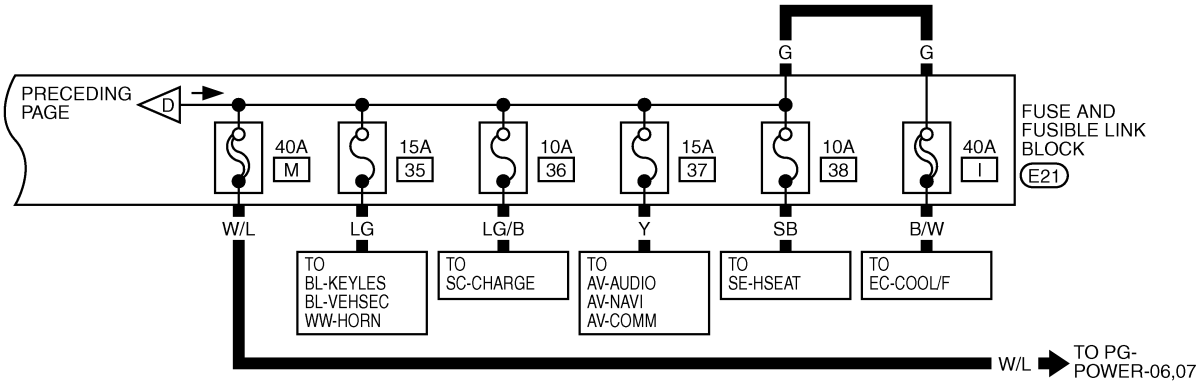 G G
PRECEDING
PAGE
D
FUSE AND
FUSIBLE LINK
BLOCK
E21
40A
M
15A
35
10A
36
15A
37
10A
38
40A
I
W/L LG LG/B Y SB B/W
TO
BL-KEYLES
BL-VEHSEC
WW-HORN
TO
SC-CHARGE
TO
AV-AUDIO
AV-NAVI
AV-COMM
TO
SE-HSEAT
TO
EC-COOL/F
W/L
TO PG-
POWER-06,07